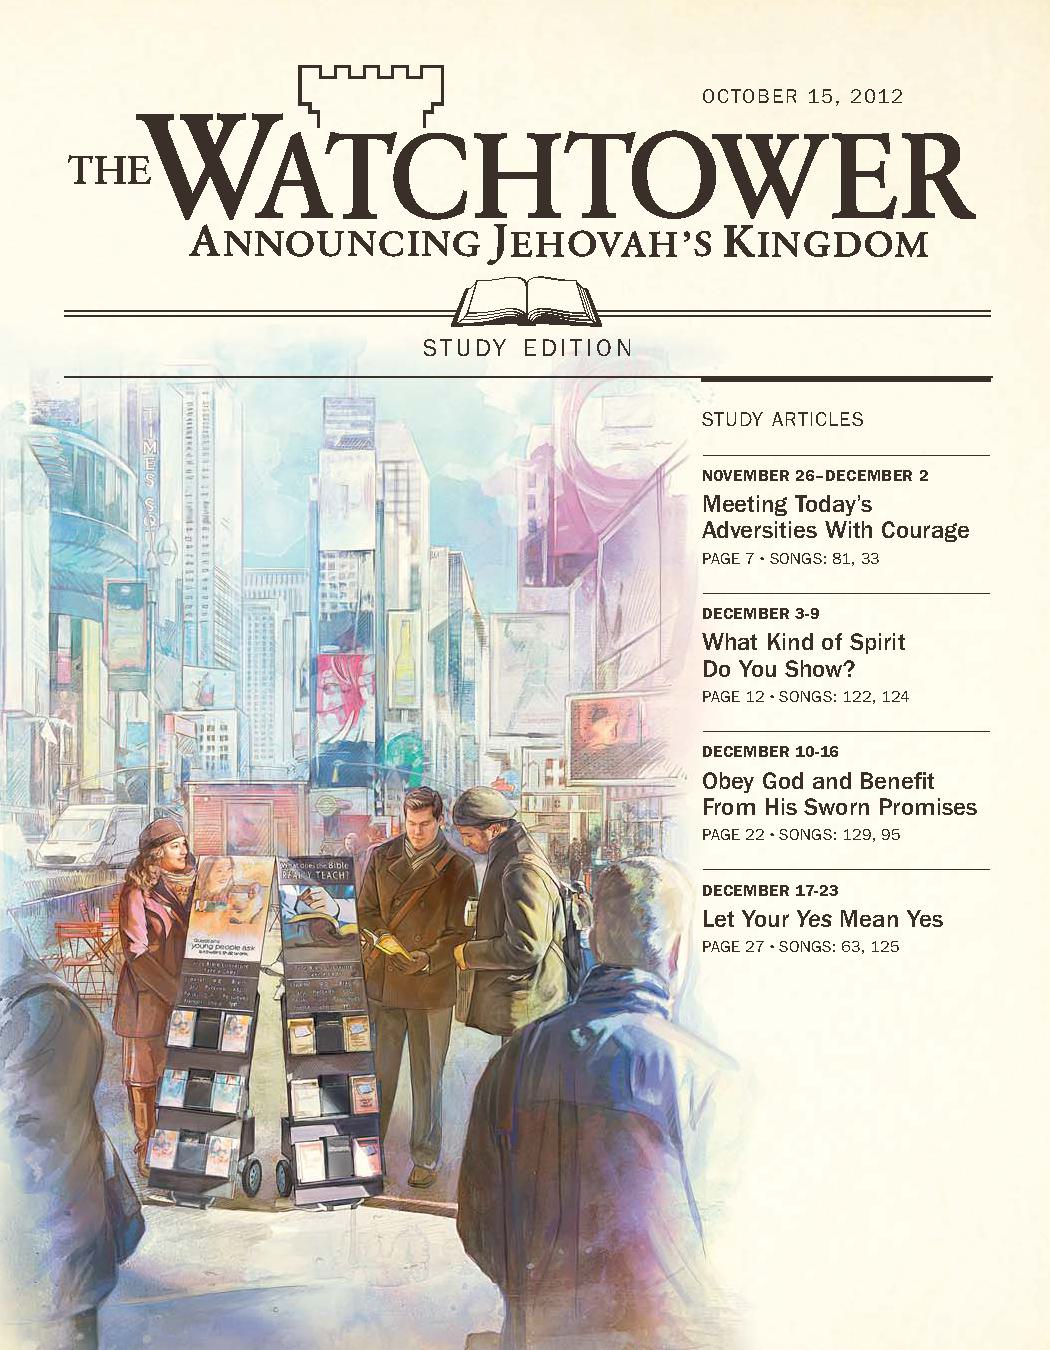 OCTOBER 15, 2012
THE WATCHTOWER
ANNOUNCING JEHOVAH'S KINGDOM
STUDY EDITION
STUDY ARTICLES
NOVEMBER 26–DECEMBER 2
Meeting Today's
Adversities With Courage
PAGE 7 • SONGS: 81, 33
DECEMBER 3-9
What Kind of Spirit
Do You Show?
PAGE 12 • SONGS: 122, 124
DECEMBER 10-16
Obey God and Benefit
From His Sworn Promises
PAGE 22 • SONGS: 129, 95
DECEMBER 17-23
Let Your Yes Mean Yes
PAGE 27 • SONGS: 63, 125
TIMES SQ
What Does the Bible
REALLY TEACH?
Questions
young people ask